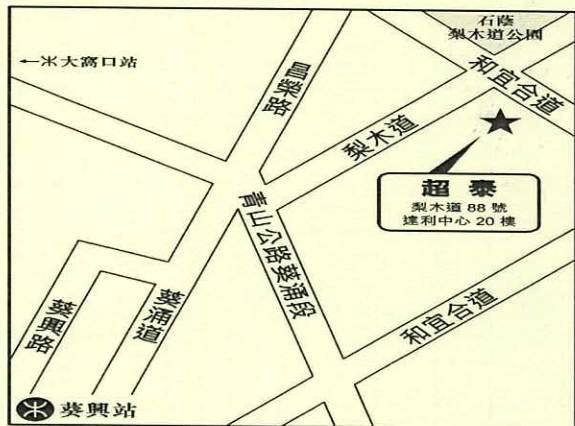 石蔭
梨木道公園
←大窩口站
昌榮路
和宜合道
梨木道
超泰
梨木道 88 號
達利中心 20 樓
青山公路葵涌段
和宜合道
葵涌道
葵興路
葵興站